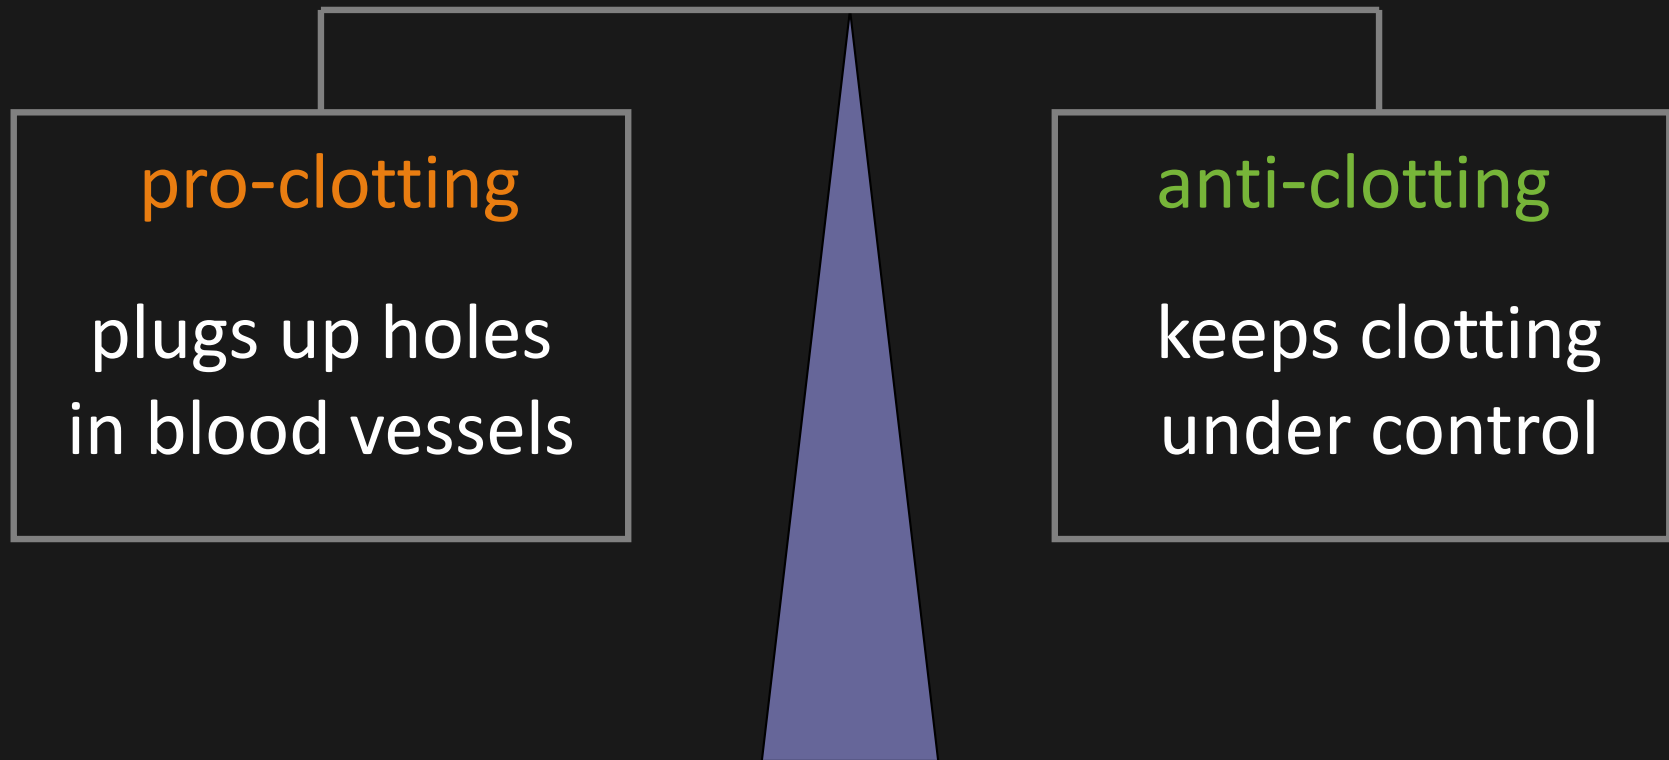 pro-clotting
plugs up holes
in blood vessels
anti-clotting
keeps clotting
under control